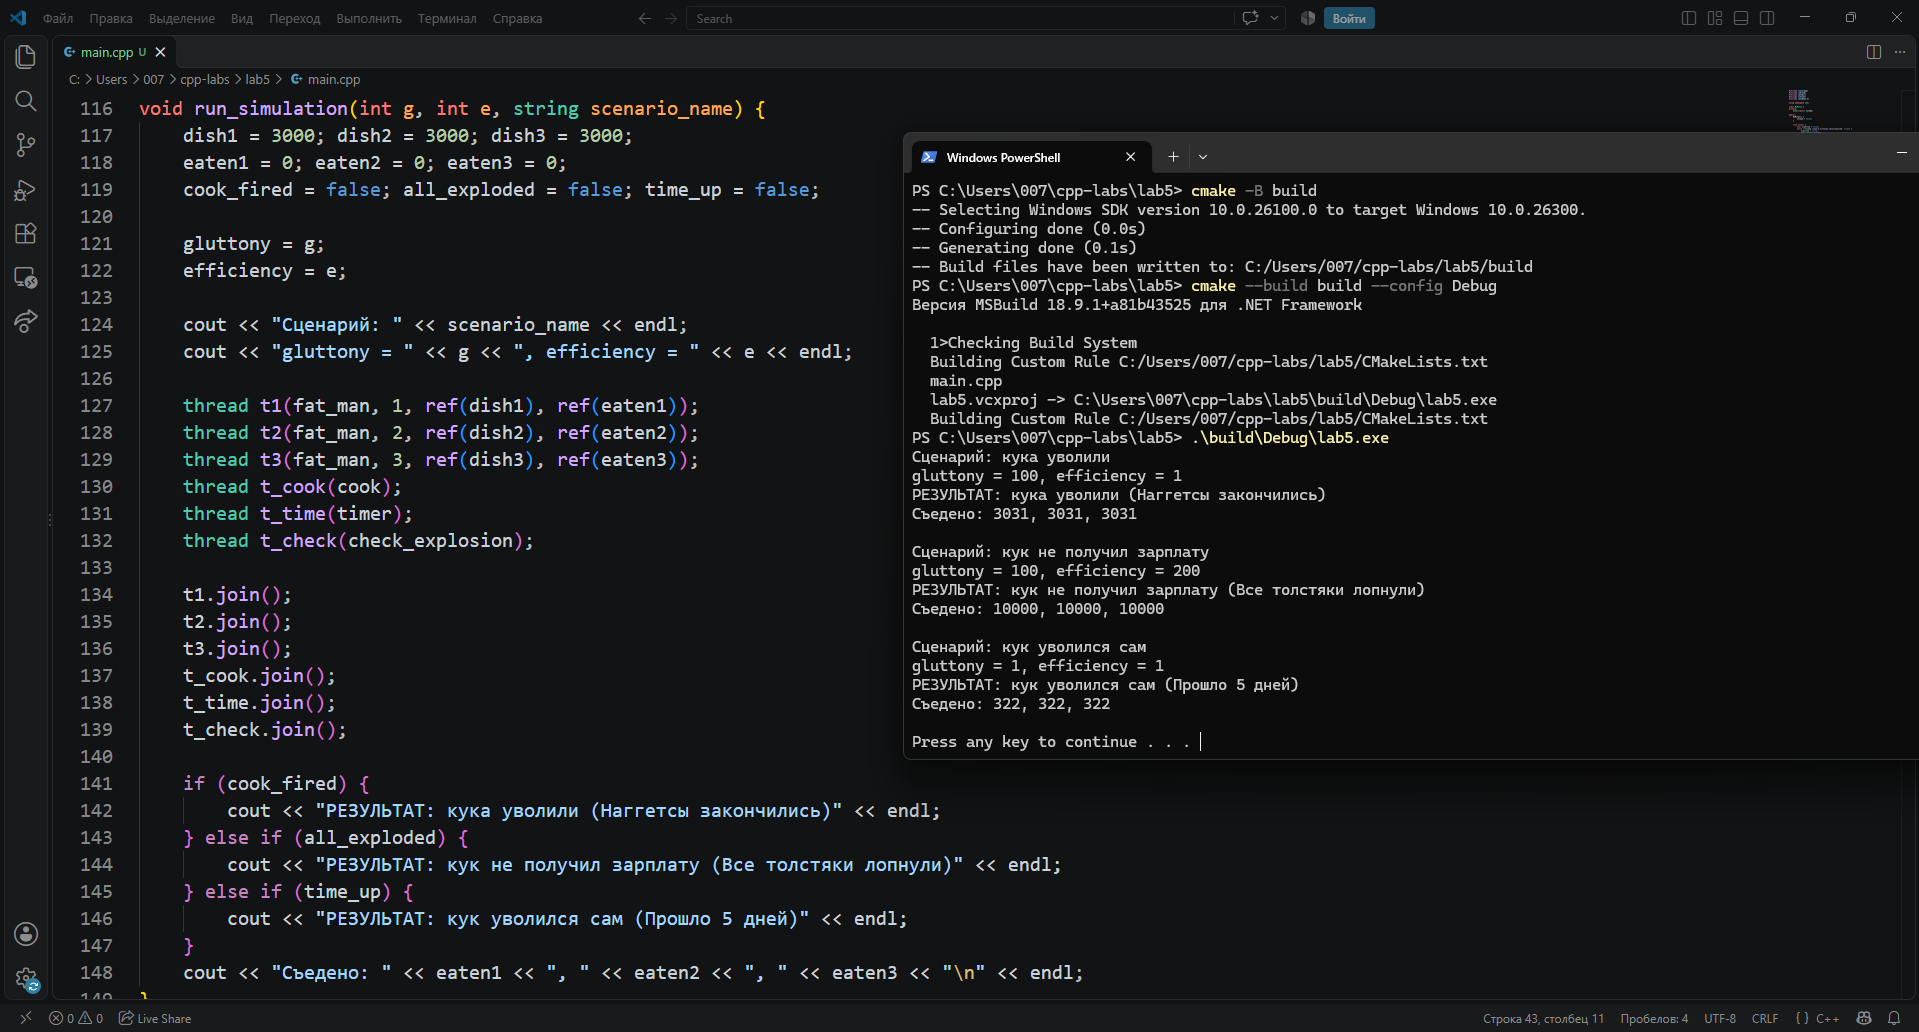 Файл Правка Выделение Вид Переход Выполнить Терминал Справка Search Войти
main.cpp U
C: > Users > 007 > cpp-labs > lab5 > main.cpp
116 void run_simulation(int g, int e, string scenario_name) {
117 dish1 = 3000; dish2 = 3000; dish3 = 3000;
118 eaten1 = 0; eaten2 = 0; eaten3 = 0;
119 cook_fired = false; all_exploded = false; time_up = false;
120
121 gluttony = g;
122 efficiency = e;
123
124 cout << "Сценарий: " << scenario_name << endl;
125 cout << "gluttony = " << g << ", efficiency = " << e << endl;
126
127 thread t1(fat_man, 1, ref(dish1), ref(eaten1));
128 thread t2(fat_man, 2, ref(dish2), ref(eaten2));
129 thread t3(fat_man, 3, ref(dish3), ref(eaten3));
130 thread t_cook(cook);
131 thread t_time(timer);
132 thread t_check(check_explosion);
133
134 t1.join();
135 t2.join();
136 t3.join();
137 t_cook.join();
138 t_time.join();
139 t_check.join();
140
141 if (cook_fired) {
142 cout << "РЕЗУЛЬТАТ: кука уволили (Наггетсы закончились)" << endl;
143 } else if (all_exploded) {
144 cout << "РЕЗУЛЬТАТ: кук не получил зарплату (Все толстяки лопнули)" << endl;
145 } else if (time_up) {
146 cout << "РЕЗУЛЬТАТ: кук уволился сам (Прошло 5 дней)" << endl;
147 }
148 cout << "Съедено: " << eaten1 << ", " << eaten2 << ", " << eaten3 << "\n" << endl;
149 }
Windows PowerShell
PS C:\Users\007\cpp-labs\lab5> cmake -B build
-- Selecting Windows SDK version 10.0.26100.0 to target Windows 10.0.26300.
-- Configuring done (0.0s)
-- Generating done (0.1s)
-- Build files have been written to: C:/Users/007/cpp-labs/lab5/build
PS C:\Users\007\cpp-labs\lab5> cmake --build build --config Debug
Версия MSBuild 18.9.1+a81b43525 для .NET Framework
1>Checking Build System
Building Custom Rule C:/Users/007/cpp-labs/lab5/CMakeLists.txt
main.cpp
lab5.vcxproj -> C:\Users\007\cpp-labs\lab5\build\Debug\lab5.exe
Building Custom Rule C:/Users/007/cpp-labs/lab5/CMakeLists.txt
PS C:\Users\007\cpp-labs\lab5> .\build\Debug\lab5.exe
Сценарий: кука уволили
gluttony = 100, efficiency = 1
РЕЗУЛЬТАТ: кука уволили (Наггетсы закончились)
Съедено: 3031, 3031, 3031
Сценарий: кук не получил зарплату
gluttony = 100, efficiency = 200
РЕЗУЛЬТАТ: кук не получил зарплату (Все толстяки лопнули)
Съедено: 10000, 10000, 10000
Сценарий: кук уволился сам
gluttony = 1, efficiency = 1
РЕЗУЛЬТАТ: кук уволился сам (Прошло 5 дней)
Съедено: 322, 322, 322
Press any key to continue . . .
0 0 Live Share Строка 43, столбец 11 Пробелов: 4 UTF-8 CRLF { } C++